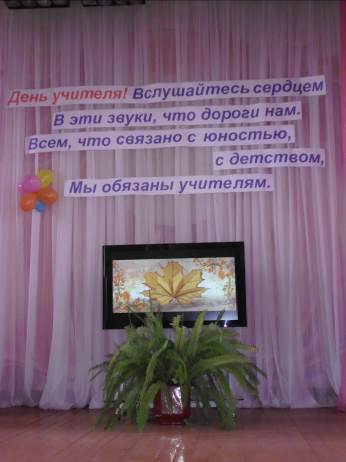 День учителя! Вслушайтесь сердцем
В эти звуки, что дороги нам.
Всем, что связано с юностью,
с детством,
Мы обязаны учителям.